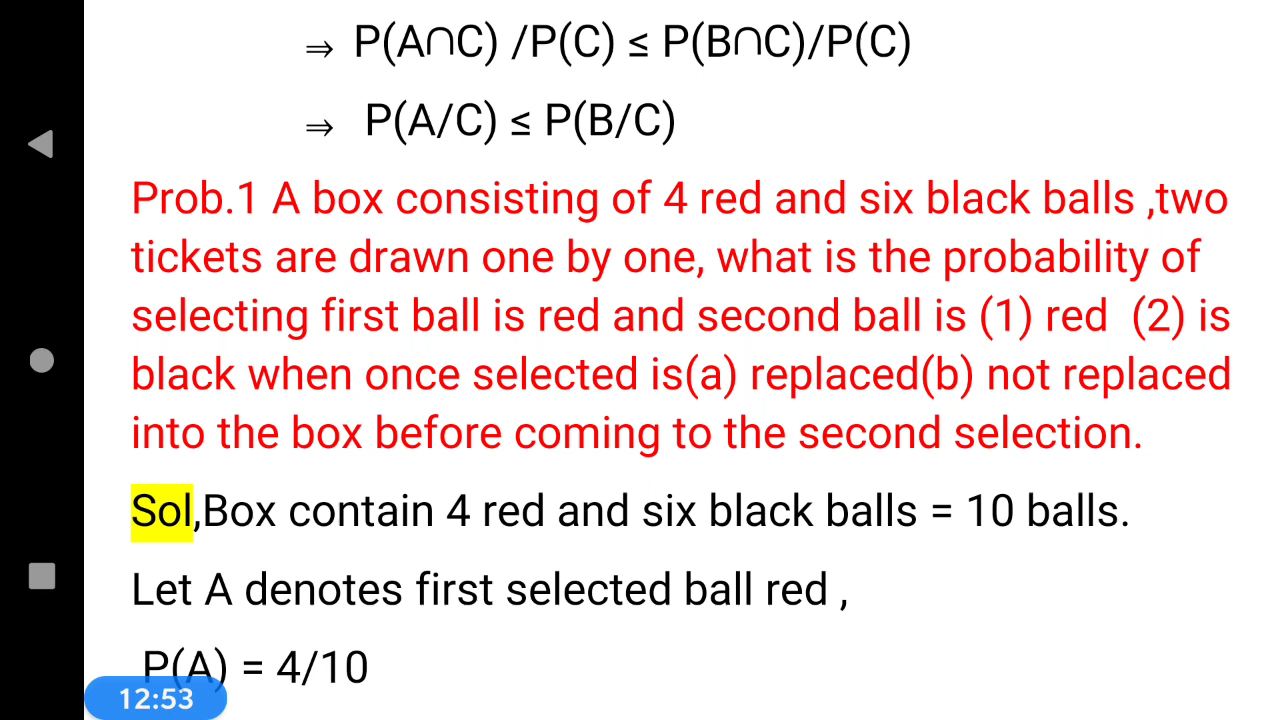 ⇒ P(A∩C) /P(C) ≤ P(B∩C)/P(C)
⇒ P(A/C) ≤ P(B/C)
Prob.1 A box consisting of 4 red and six black balls ,two
tickets are drawn one by one, what is the probability of
selecting first ball is red and second ball is (1) red (2) is
black when once selected is(a) replaced(b) not replaced
into the box before coming to the second selection.
Sol,Box contain 4 red and six black balls = 10 balls.
Let A denotes first selected ball red ,
P(A) = 4/10
12:53